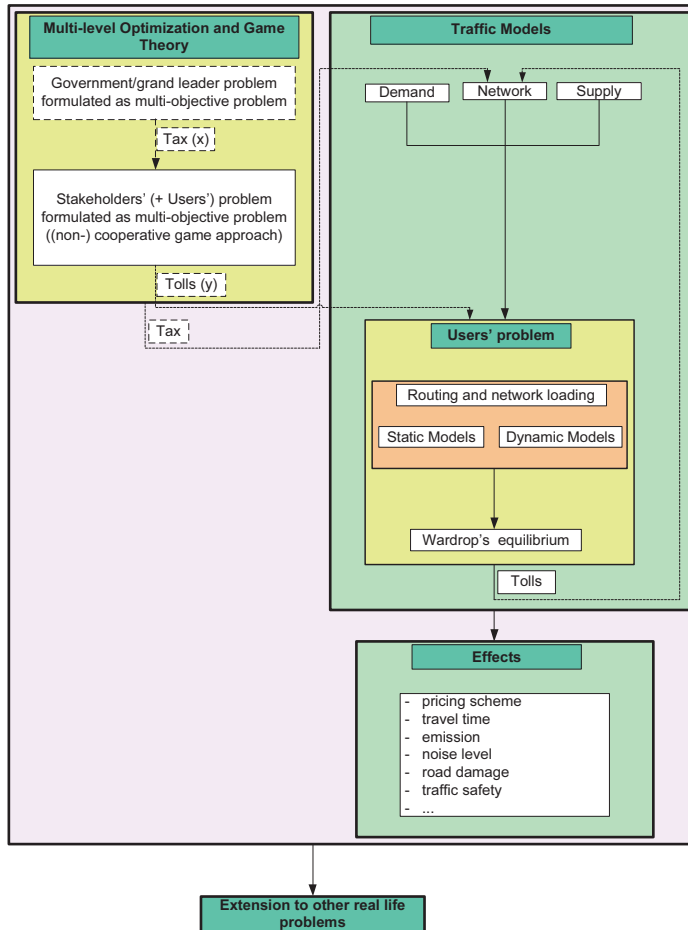 Multi-level Optimization and Game
Theory
Government/grand leader problem
formulated as multi-objective problem
Tax (x)
Stakeholders' (+ Users') problem
formulated as multi-objective problem
((non-) cooperative game approach)
Tolls (y)
Tax
Traffic Models
Demand
Network
Supply
Users' problem
Routing and network loading
Static Models
Dynamic Models
Wardrop's equilibrium
Tolls
Effects
- pricing scheme
- travel time
- emission
- noise level
- road damage
- traffic safety
- ...
Extension to other real life
problems